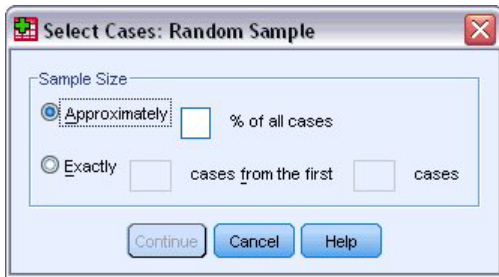 Select Cases: Random Sample
Sample Size
Approximately % of all cases
Exactly cases from the first cases
Continue Cancel Help